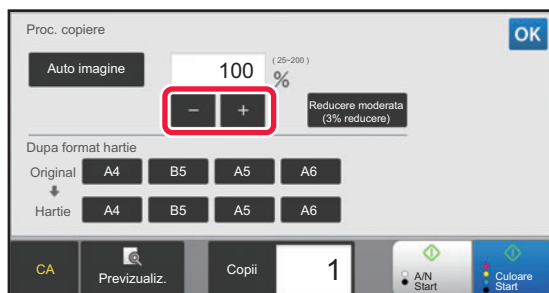 Proc. copiere
OK
Auto imagine
100
(25~200)
%
−
+
Reducere moderata
(3% reducere)
Dupa format hartie
Original
A4
B5
A5
A6
Hartie
A4
B5
A5
A6
CA
Previzualiz.
Copii
1
A/N
Start
Culoare
Start